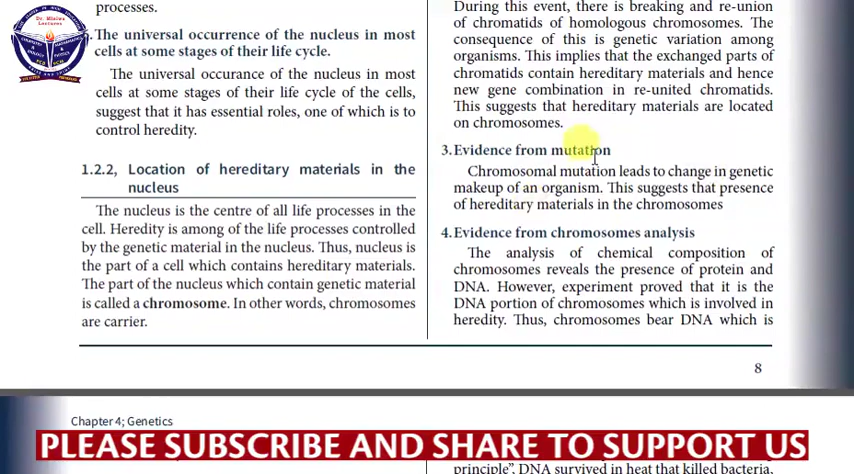 Dr. Mlelwa
Lectures
processes.
.The universal occurrence of the nucleus in most
cells at some stages of their life cycle.
The universal occurance of the nucleus in most
cells at some stages of their life cycle of the cells,
suggest that it has essential roles, one of which is to
control heredity.
1.2.2, Location of hereditary materials in the
nucleus
The nucleus is the centre of all life processes in the
cell. Heredity is among of the life processes controlled
by the genetic material in the nucleus. Thus, nucleus is
the part of a cell which contains hereditary materials.
The part of the nucleus which contain genetic material
is called a chromosome. In other words, chromosomes
are carrier.
During this event, there is breaking and re-union
of chromatids of homologous chromosomes. The
consequence of this is genetic variation among
organisms. This implies that the exchanged parts of
chromatids contain hereditary materials and hence
new gene combination in re-united chromatids.
This suggests that hereditary materials are located
on chromosomes.
3.Evidence from mutation
Chromosomal mutation leads to change in genetic
makeup of an organism. This suggests that presence
of hereditary materials in the chromosomes
4.Evidence from chromosomes analysis
The analysis of chemical composition of
chromosomes reveals the presence of protein and
DNA. However, experiment proved that it is the
DNA portion of chromosomes which is involved in
heredity. Thus, chromosomes bear DNA which is
8
Chapter 4; Genetics
PLEASE SUBSCRIBE AND SHARE TO SUPPORT US
principle", DNA survived in heat that killed bacteria,